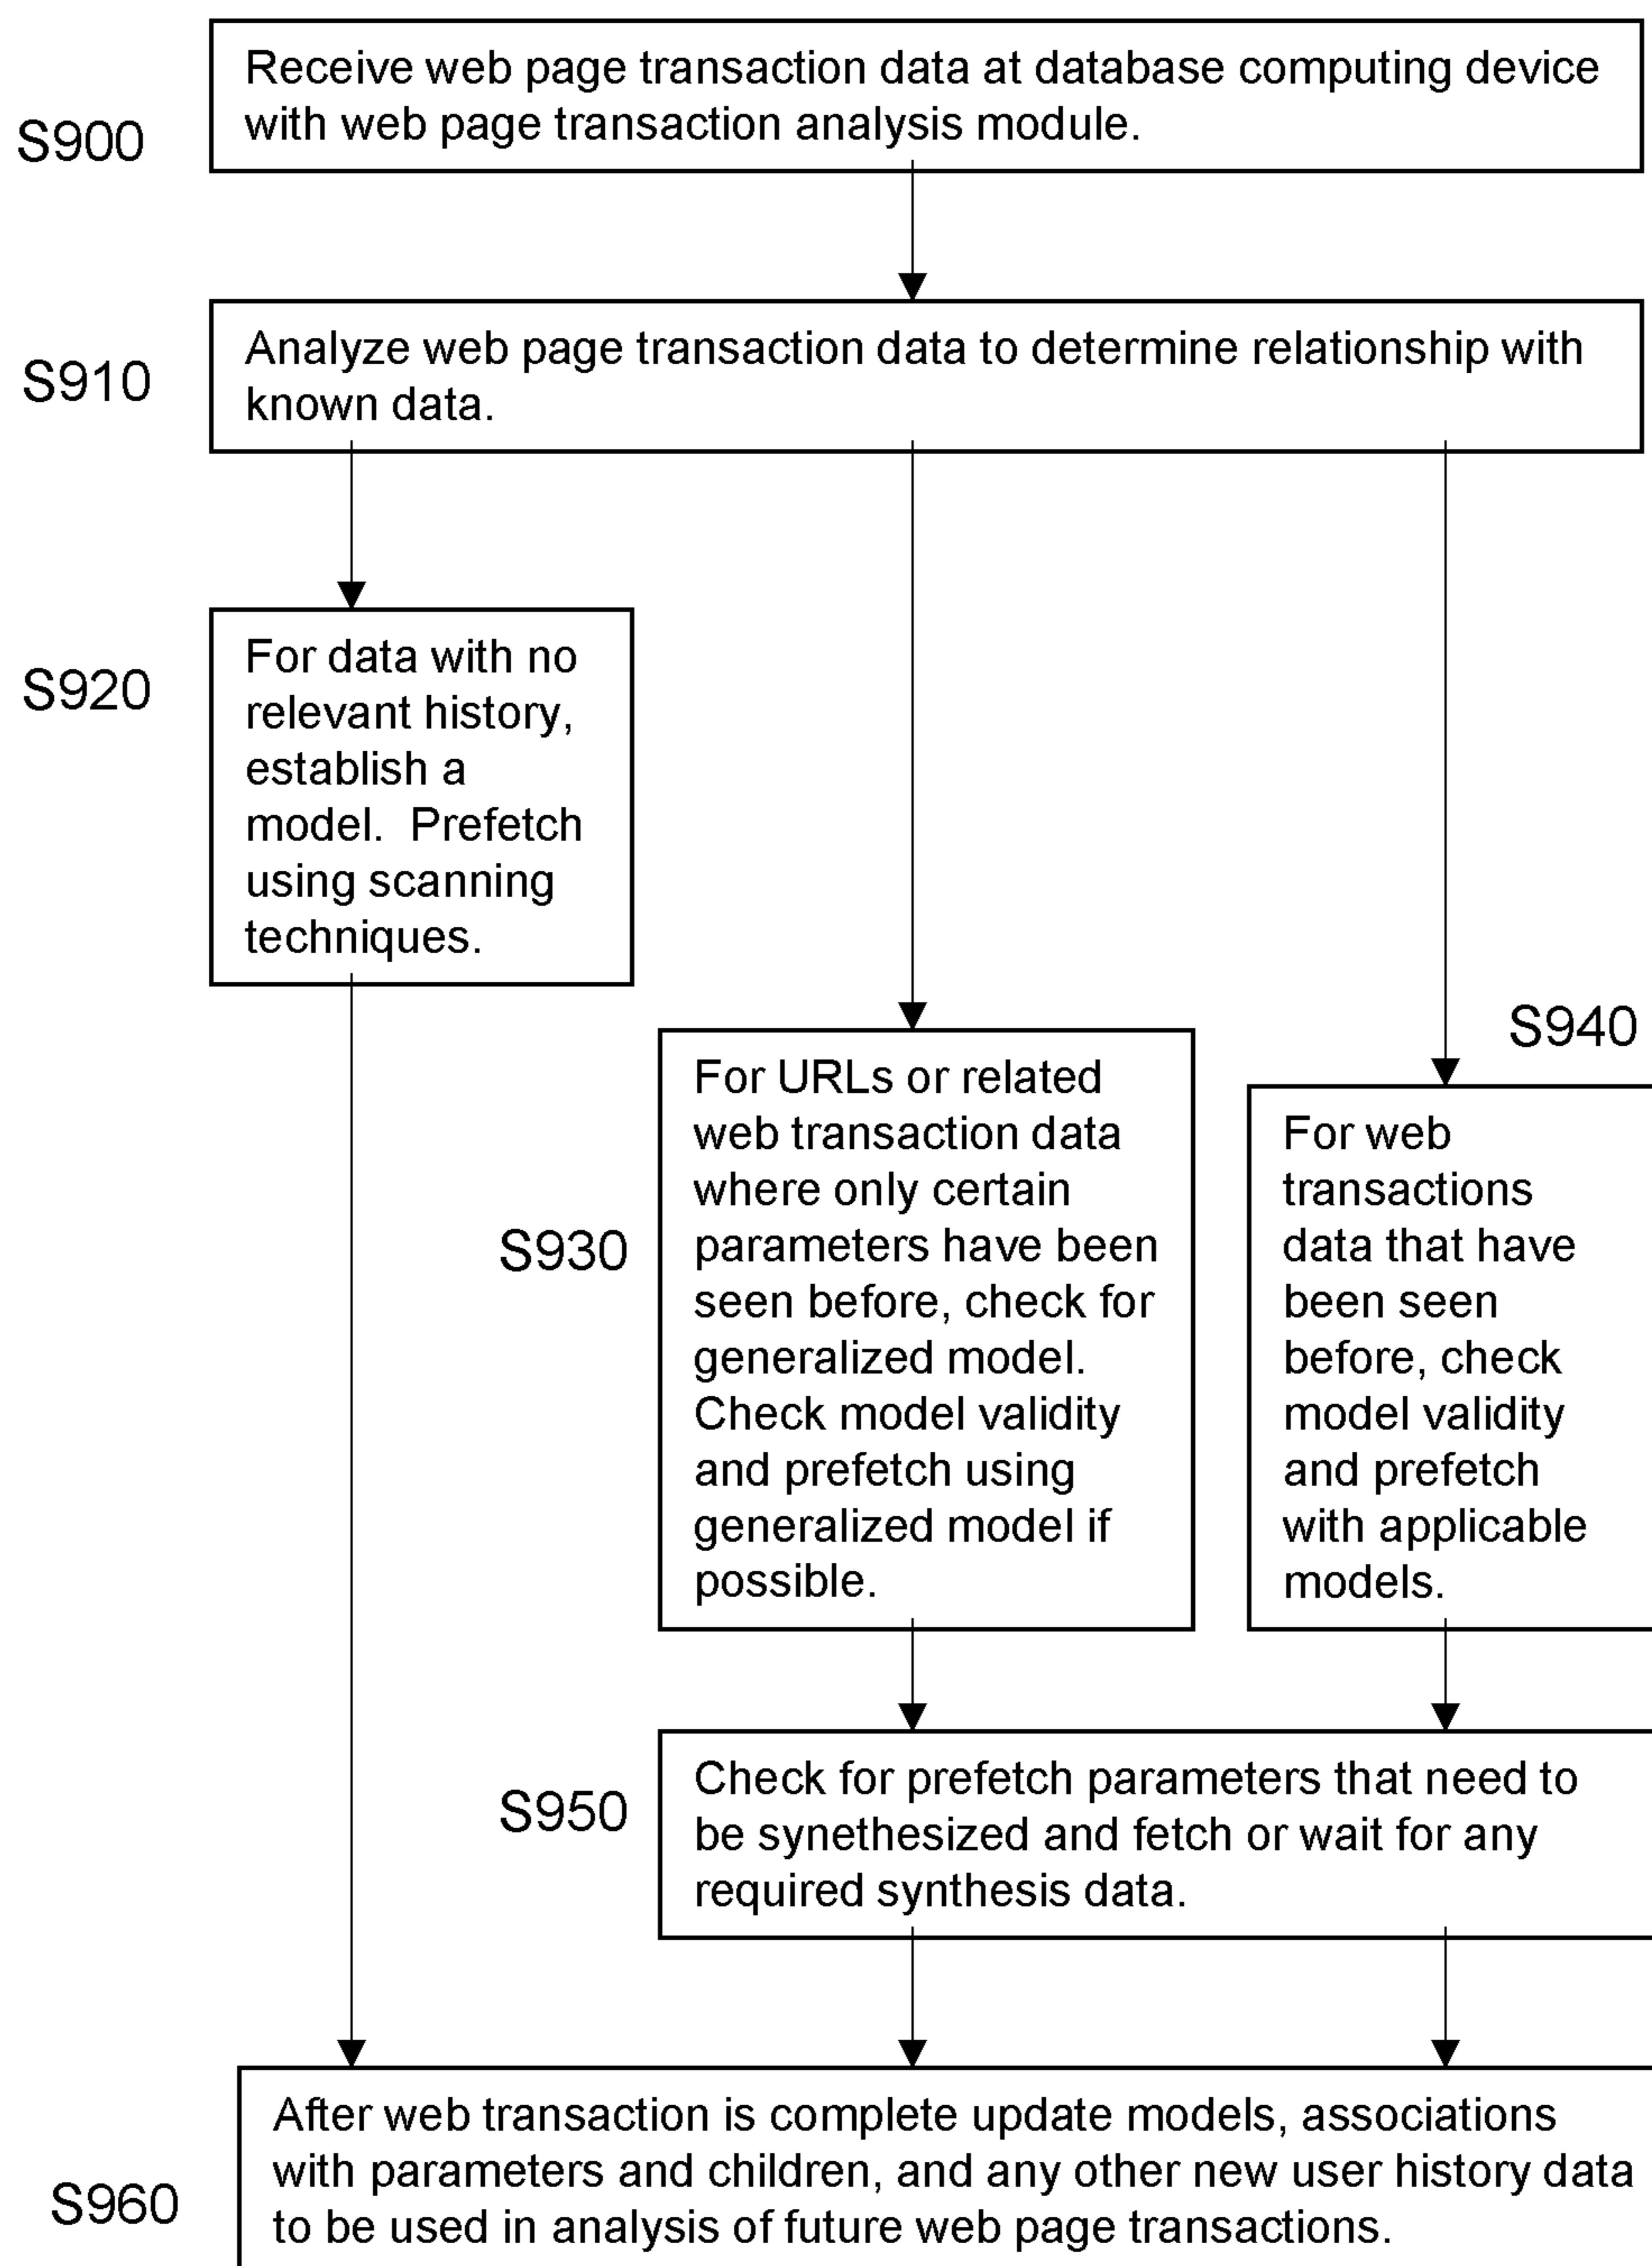 Receive web page transaction data at database computing device
with web page transaction analysis module.
S900
Analyze web page transaction data to determine relationship with
known data.
S910
For data with no
relevant history,
establish a
model.  Prefetch
using scanning
techniques.
S920
S940
For URLs or related
web transaction data
where only certain
parameters have been
seen before, check for
generalized model.
Check model validity
and prefetch using
generalized model if
possible.
S930
For web
transactions
data that have
been seen
before, check
model validity
and prefetch
with applicable
models.
Check for prefetch parameters that need to
be synethesized and fetch or wait for any
required synthesis data.
S950
After web transaction is complete update models, associations
with parameters and children, and any other new user history data
to be used in analysis of future web page transactions.
S960